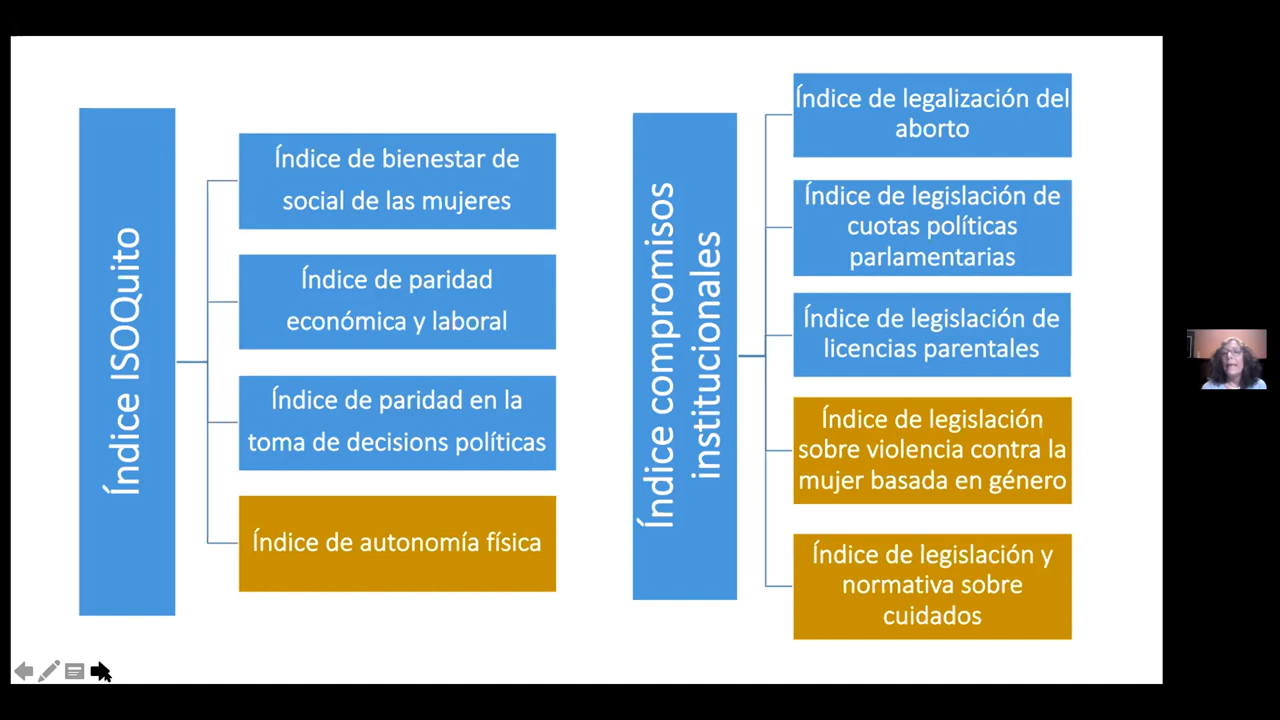 Índice ISOQuito
Índice de bienestar de
social de las mujeres
Índice de paridad
económica y laboral
Índice de paridad en la
toma de decisions políticas
Índice de autonomía física
Índice compromisos
institucionales
Índice de legalización del
aborto
Índice de legislación de
cuotas políticas
parlamentarias
Índice de legislación de
licencias parentales
Índice de legislación
sobre violencia contra la
mujer basada en género
Índice de legislación y
normativa sobre
cuidados